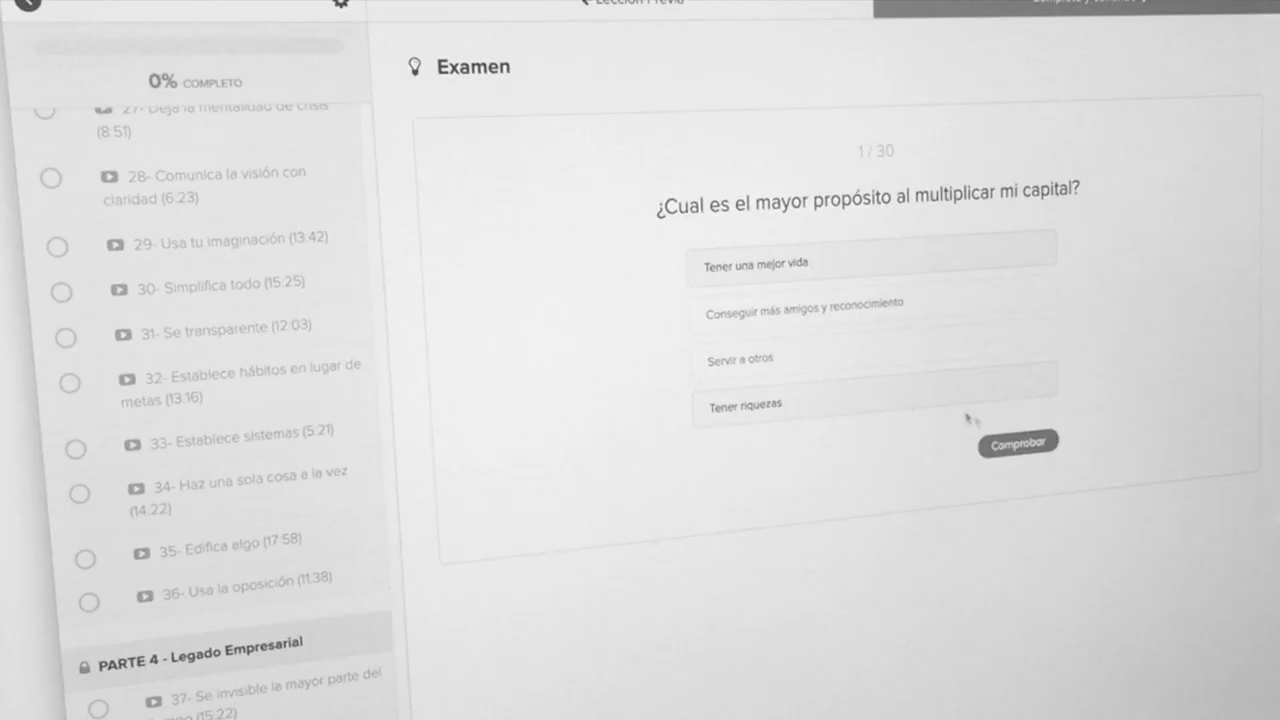 Lección Previa
0% COMPLETO
27- Deja la mentalidad de crisis
(8:51)
28- Comunica la visión con
claridad (6:23)
29- Usa tu imaginación (13:42)
30- Simplifica todo (15:25)
31- Se transparente (12:03)
32- Establece hábitos en lugar de
metas (13:16)
33- Establece sistemas (5:21)
34- Haz una sola cosa a la vez
(14:22)
35- Edifica algo (17:58)
36- Usa la oposición (11:38)
PARTE 4 - Legado Empresarial
37- Se invisible la mayor parte del
(15:22)
Examen
1 / 30
¿Cual es el mayor propósito al multiplicar mi capital?
Tener una mejor vida
Conseguir más amigos y reconocimiento
Servir a otros
Tener riquezas
Comprobar